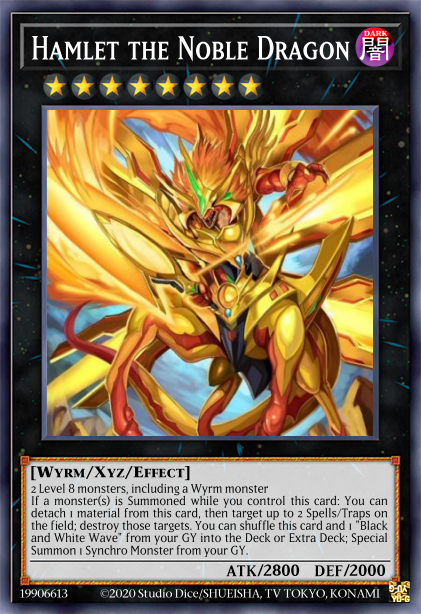 Hamlet the Noble Dragon
DARK
闇
[Wyrm/Xyz/Effect]
2 Level 8 monsters, including a Wyrm monster
If a monster(s) is Summoned while you control this card: You can
detach 1 material from this card, then target up to 2 Spells/Traps on
the field; destroy those targets. You can shuffle this card and 1 "Black
and White Wave" from your GY into the Deck or Extra Deck; Special
Summon 1 Synchro Monster from your GY.
ATK/2800 DEF/2000
19906613 ©2020 Studio Dice/SHUEISHA, TV TOKYO, KONAMI